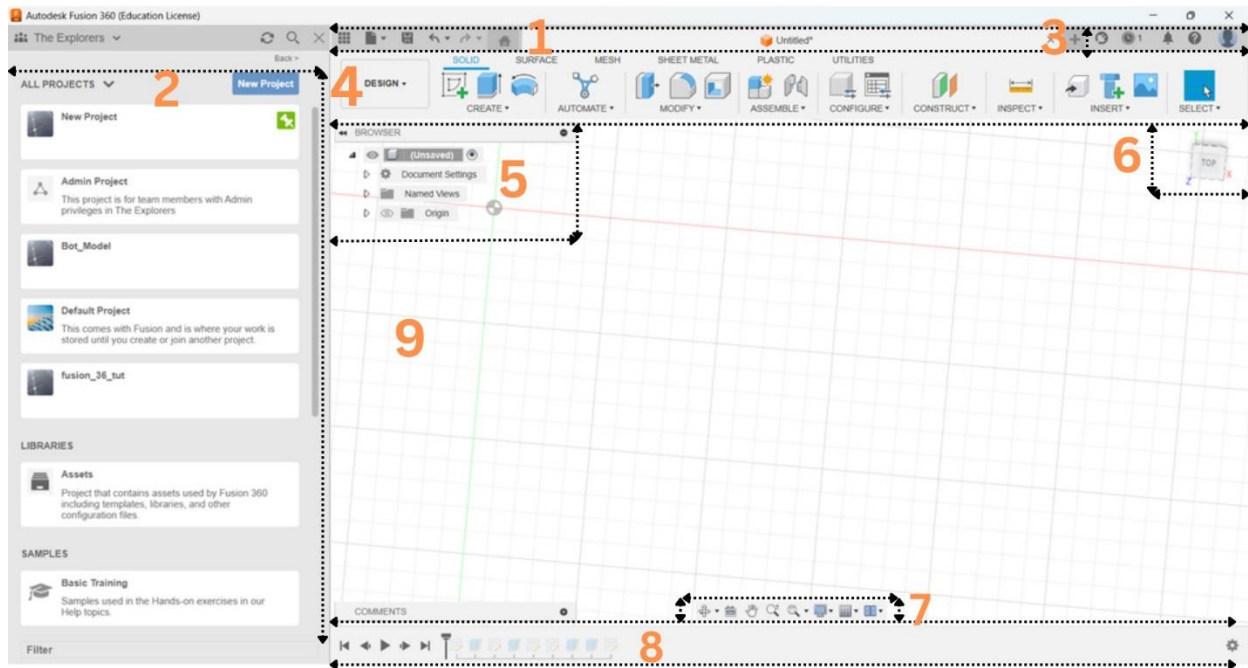 Autodesk Fusion 360 (Education License)
The Explorers
1
Untitled*
3
1
Back >
ALL PROJECTS
2
New Project
4
DESIGN
SOLID SURFACE MESH SHEET METAL PLASTIC UTILITIES
CREATE AUTOMATE MODIFY ASSEMBLE CONFIGURE CONSTRUCT INSPECT INSERT SELECT
New Project
Admin Project
This project is for team members with Admin
privileges in The Explorers
Bot_Model
Default Project
This comes with Fusion and is where your work is
stored until you create or join another project.
fusion_36_tut
LIBRARIES
Assets
Project that contains assets used by Fusion 360
including templates, libraries, and other
configuration files.
SAMPLES
Basic Training
Samples used in the Hands-on exercises in our
Help topics.
Filter
BROWSER
(Unsaved)
Document Settings
5
Named Views
Origin
6
TOP
Z
X
9
COMMENTS
7
8